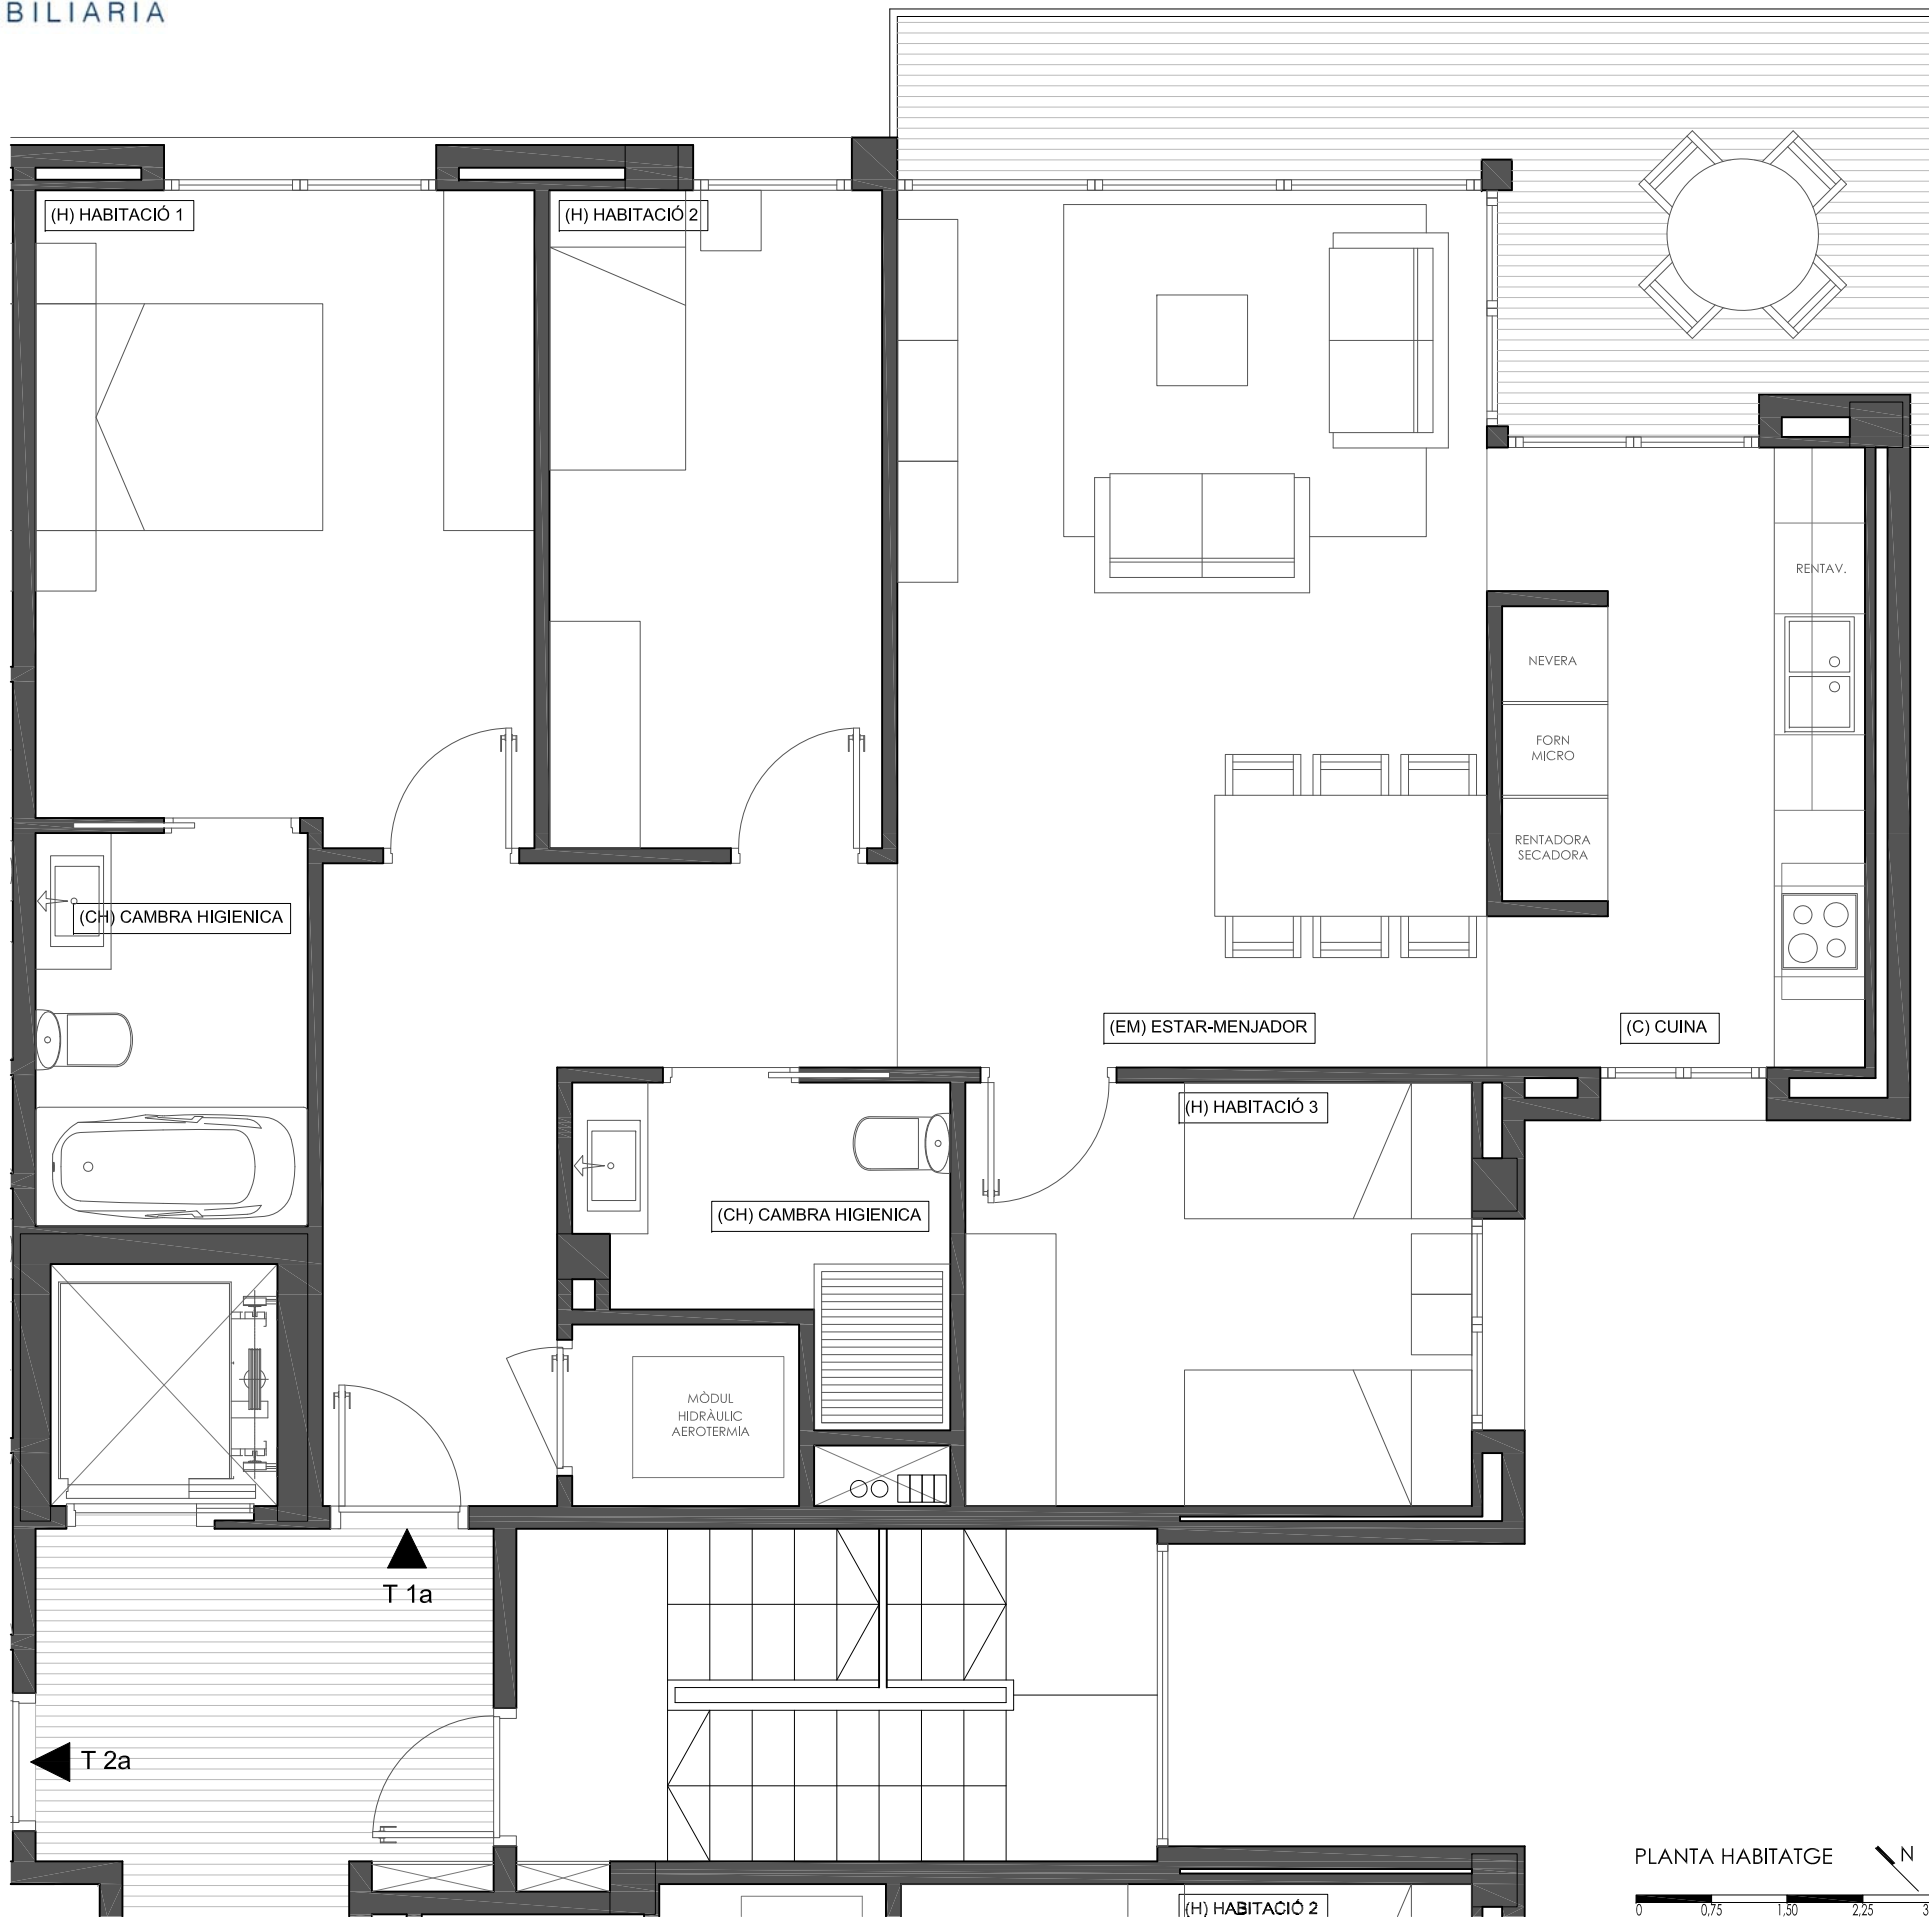 BILIARIA
(H) HABITACIÓ 1
(H) HABITACIÓ 2
RENTAV.
NEVERA
FORN
MICRO
RENTADORA
SECADORA
(CH) CAMBRA HIGIENICA
(EM) ESTAR-MENJADOR
(C) CUINA
(H) HABITACIÓ 3
(CH) CAMBRA HIGIENICA
MÒDUL
HIDRÀULIC
AEROTERMIA
T 1a
T 2a
PLANTA HABITATGE
N
(H) HABITACIÓ 2
0 0,75 1,50 2,25 3